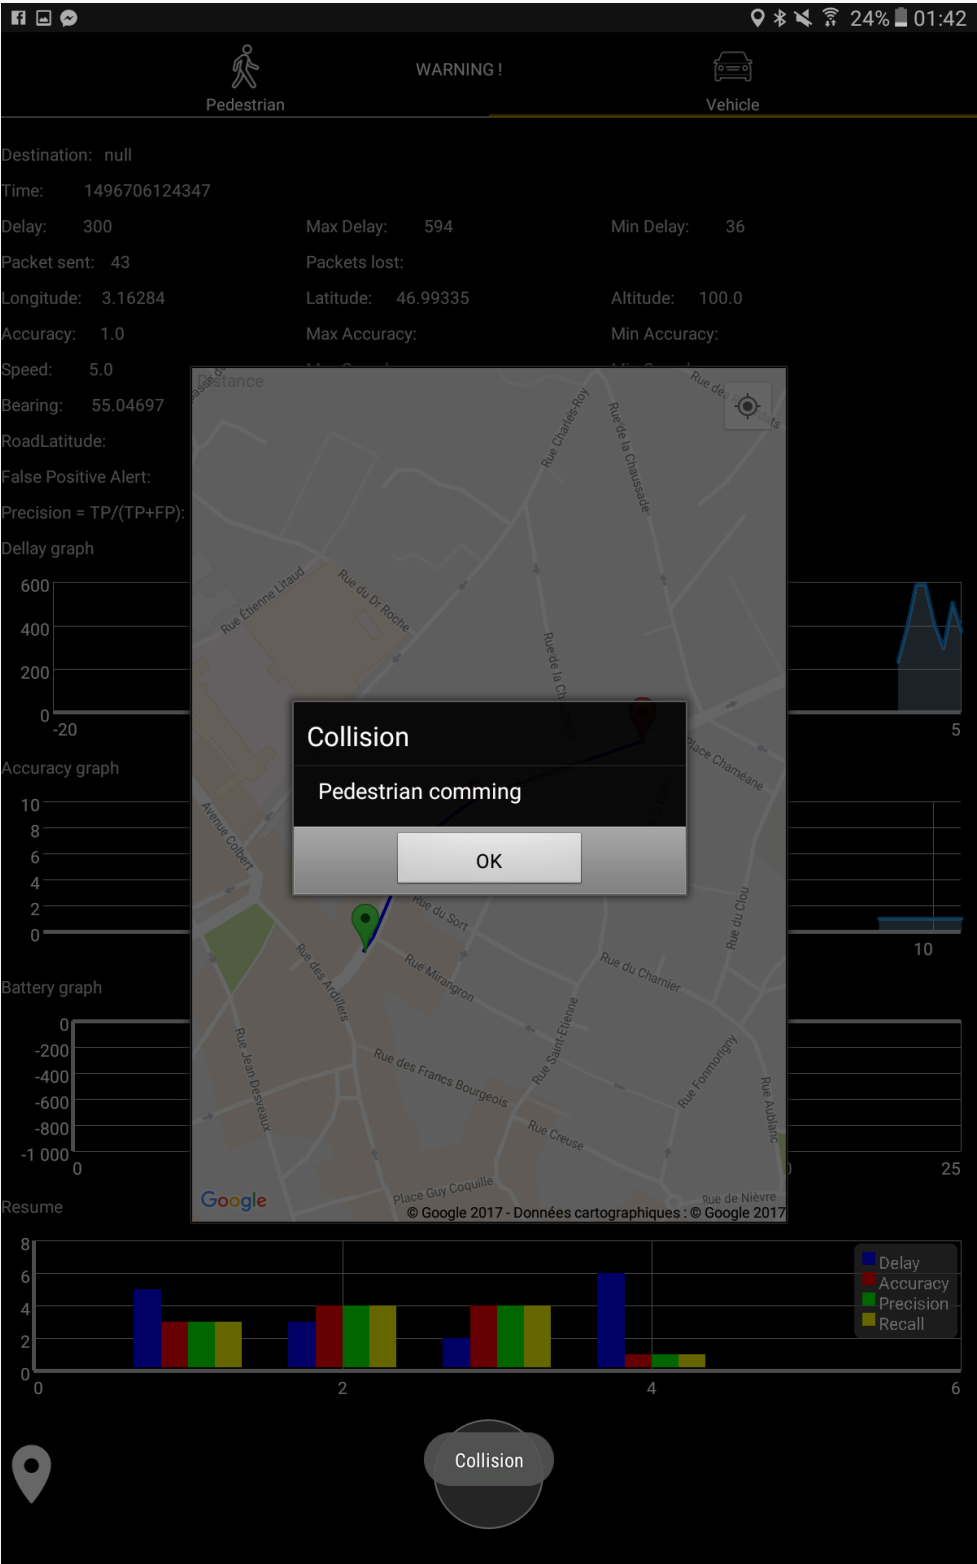 24% 01:42
WARNING !
Pedestrian
Vehicle
Destination: null
Time: 1496706124347
Delay: 300 Max Delay: 594 Min Delay: 36
Packet sent: 43 Packets lost:
Longitude: 3.16284 Latitude: 46.99335 Altitude: 100.0
Accuracy: 1.0 Max Accuracy: Min Accuracy:
Speed: 5.0
Distance
Bearing: 55.04697
RoadLatitude:
False Positive Alert:
Precision = TP/(TP+FP):
Dellay graph
600
400
200
0
-20 5
Accuracy graph
10
8
6
4
2
0
10
Battery graph
0
-200
-400
-600
-800
-1 000
0 25
Rue Charles-Roy
Rue de la Chaussade
Rue Étienne Litaud
Rue du Dr Roche
Place Chaméane
Avenue Colbert
Collision
Pedestrian comming
OK
Rue du Sort
Rue du Clou
Rue des Ardillers
Rue Mirangron
Rue du Charnier
Rue Jean Desveaux
Rue Saint-Etienne
Rue des Francs Bourgeois
Rue Fonmorigny
Rue Aublanc
Rue Creuse
Place Guy Coquille
Rue de Nièvre
Google
© Google 2017 - Données cartographiques : © Google 2017
Resume
8
6
4
2
0
0 2 4 6
Delay
Accuracy
Precision
Recall
Collision